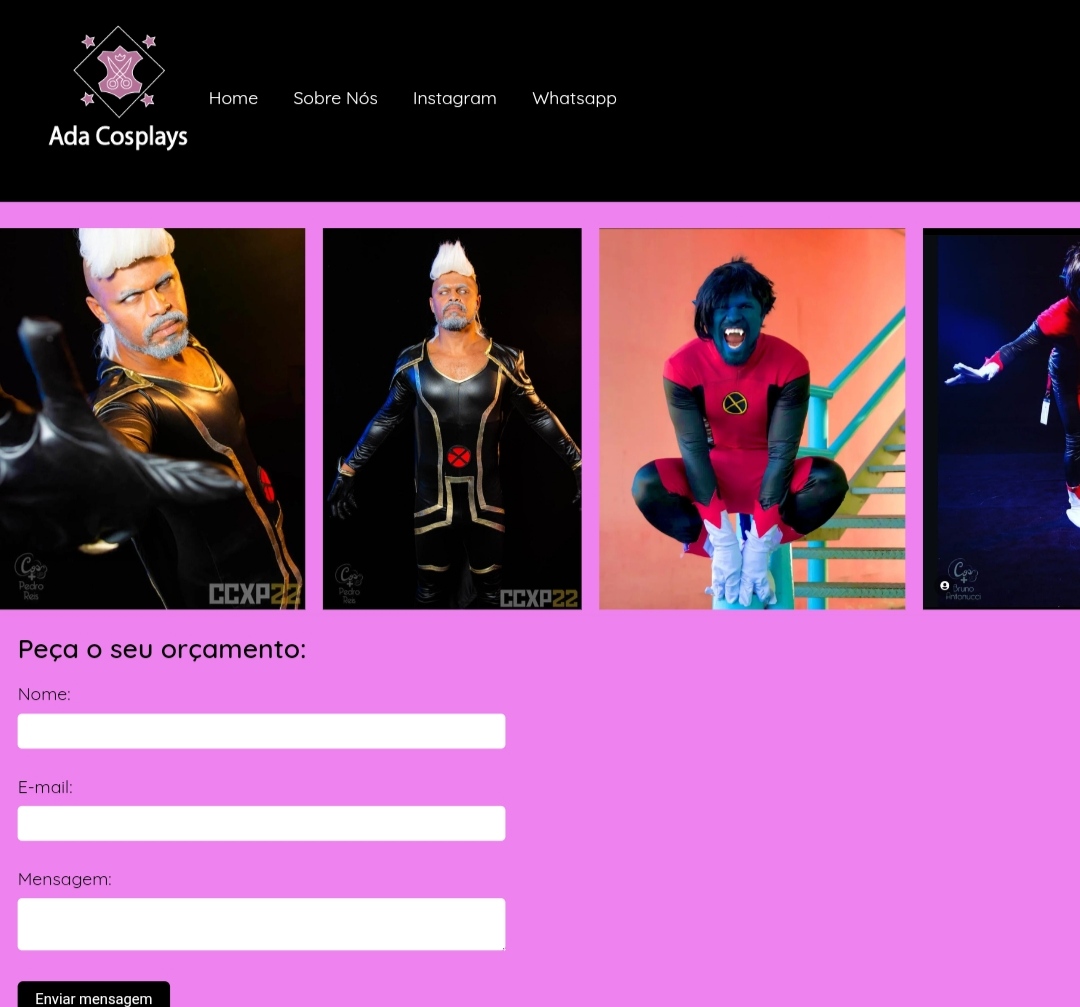 Ada Cosplays
Home Sobre Nós Instagram Whatsapp
Pedro
Reis
CCXP22
Pedro
Reis
CCXP22
Bruno
Antonucci
Peça o seu orçamento:
Nome:
E-mail:
Mensagem:
Enviar mensagem